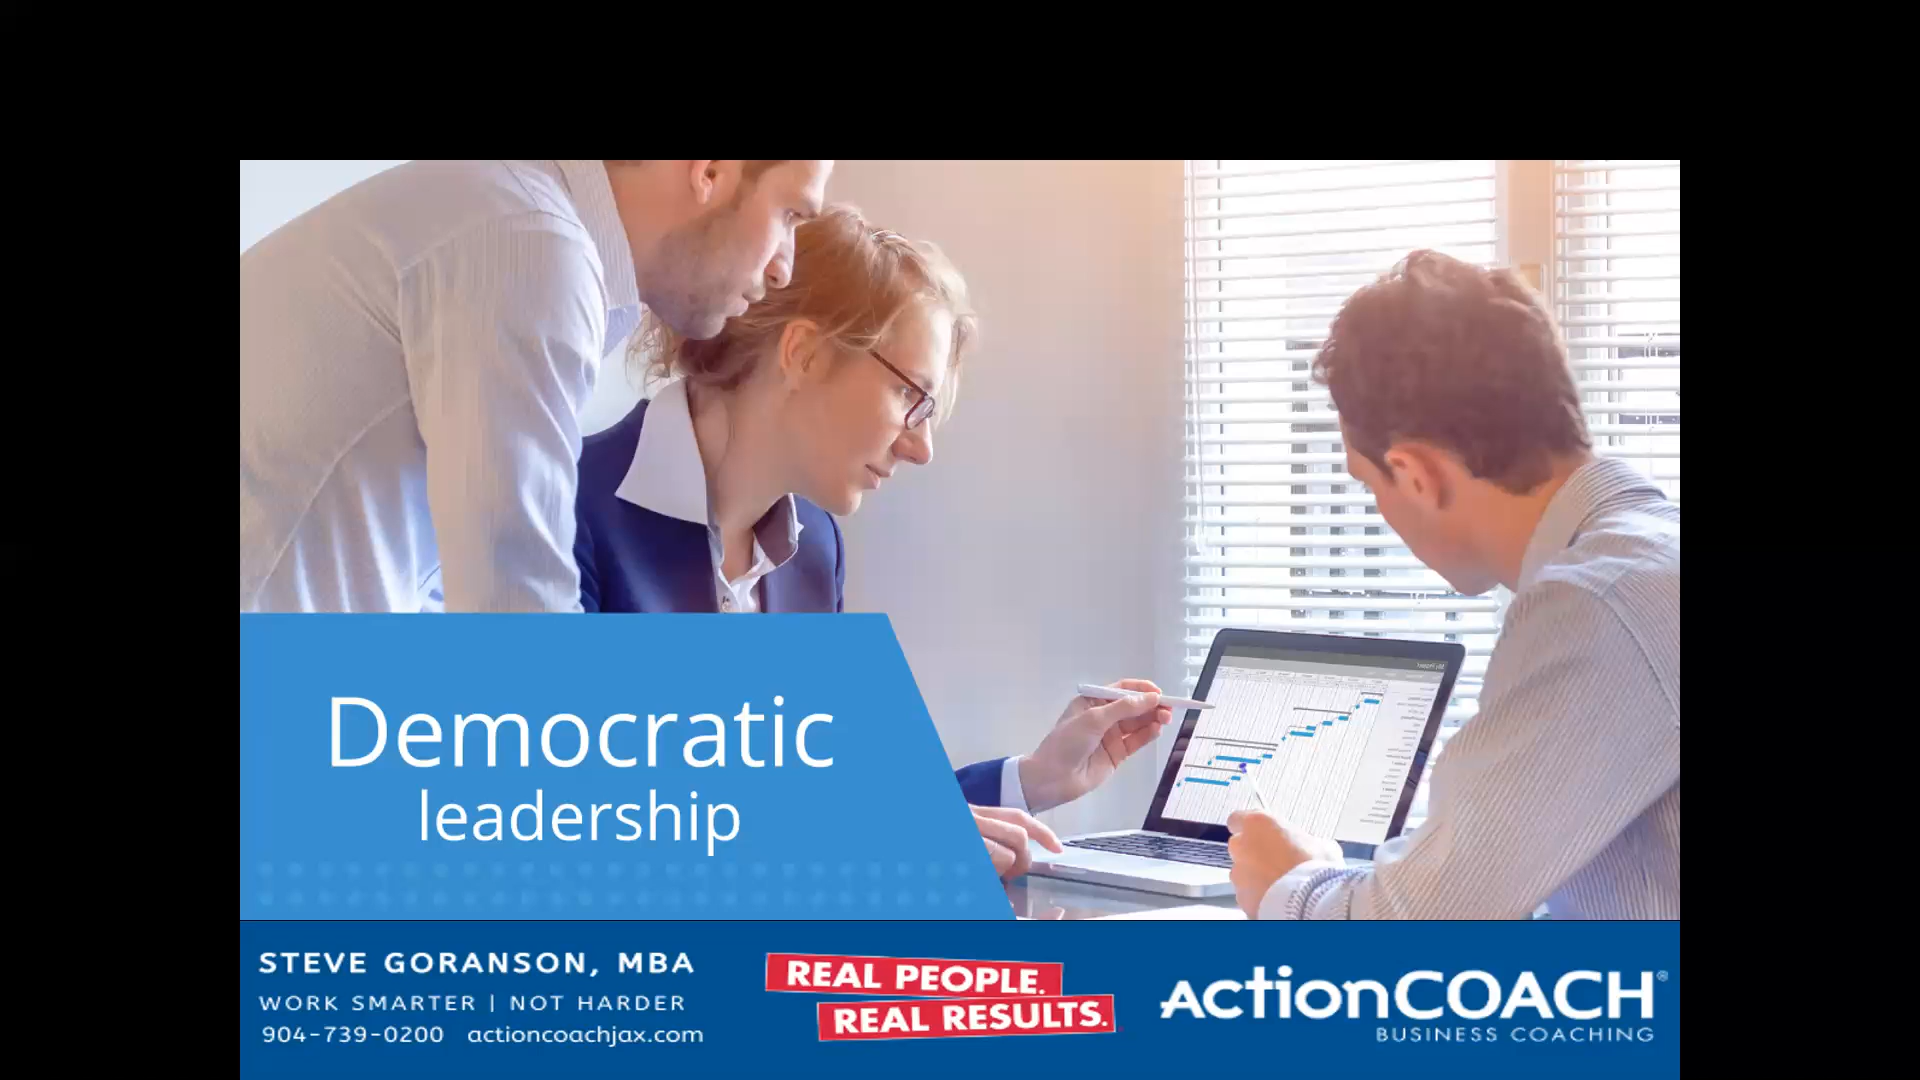 Democratic
leadership
STEVE GORANSON, MBA
WORK SMARTER | NOT HARDER
904-739-0200 actioncoachjax.com
REAL PEOPLE.
REAL RESULTS.
ActionCOACH®
BUSINESS COACHING